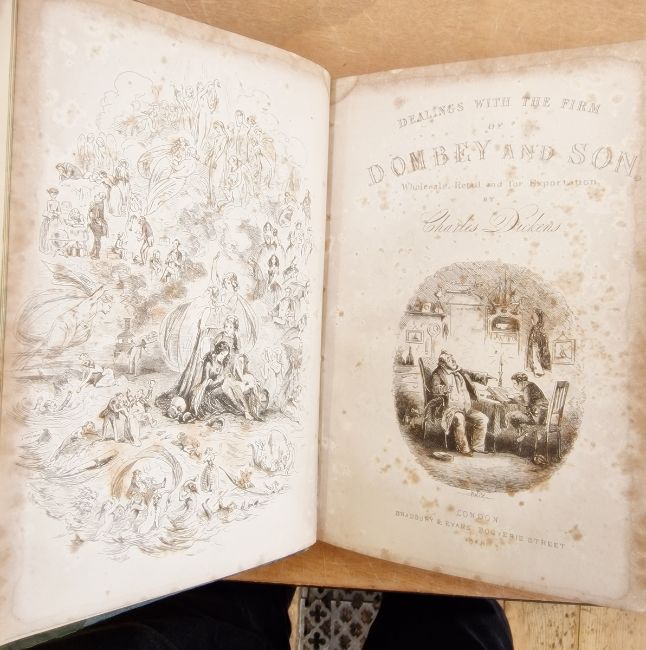 DEALINGS WITH THE FIRM
OF
DOMBEY AND SON,
Wholesale, Retail and for Exportation.
BY
Charles Dickens
LONDON
BRADBURY & EVANS, BOUVERIE STREET